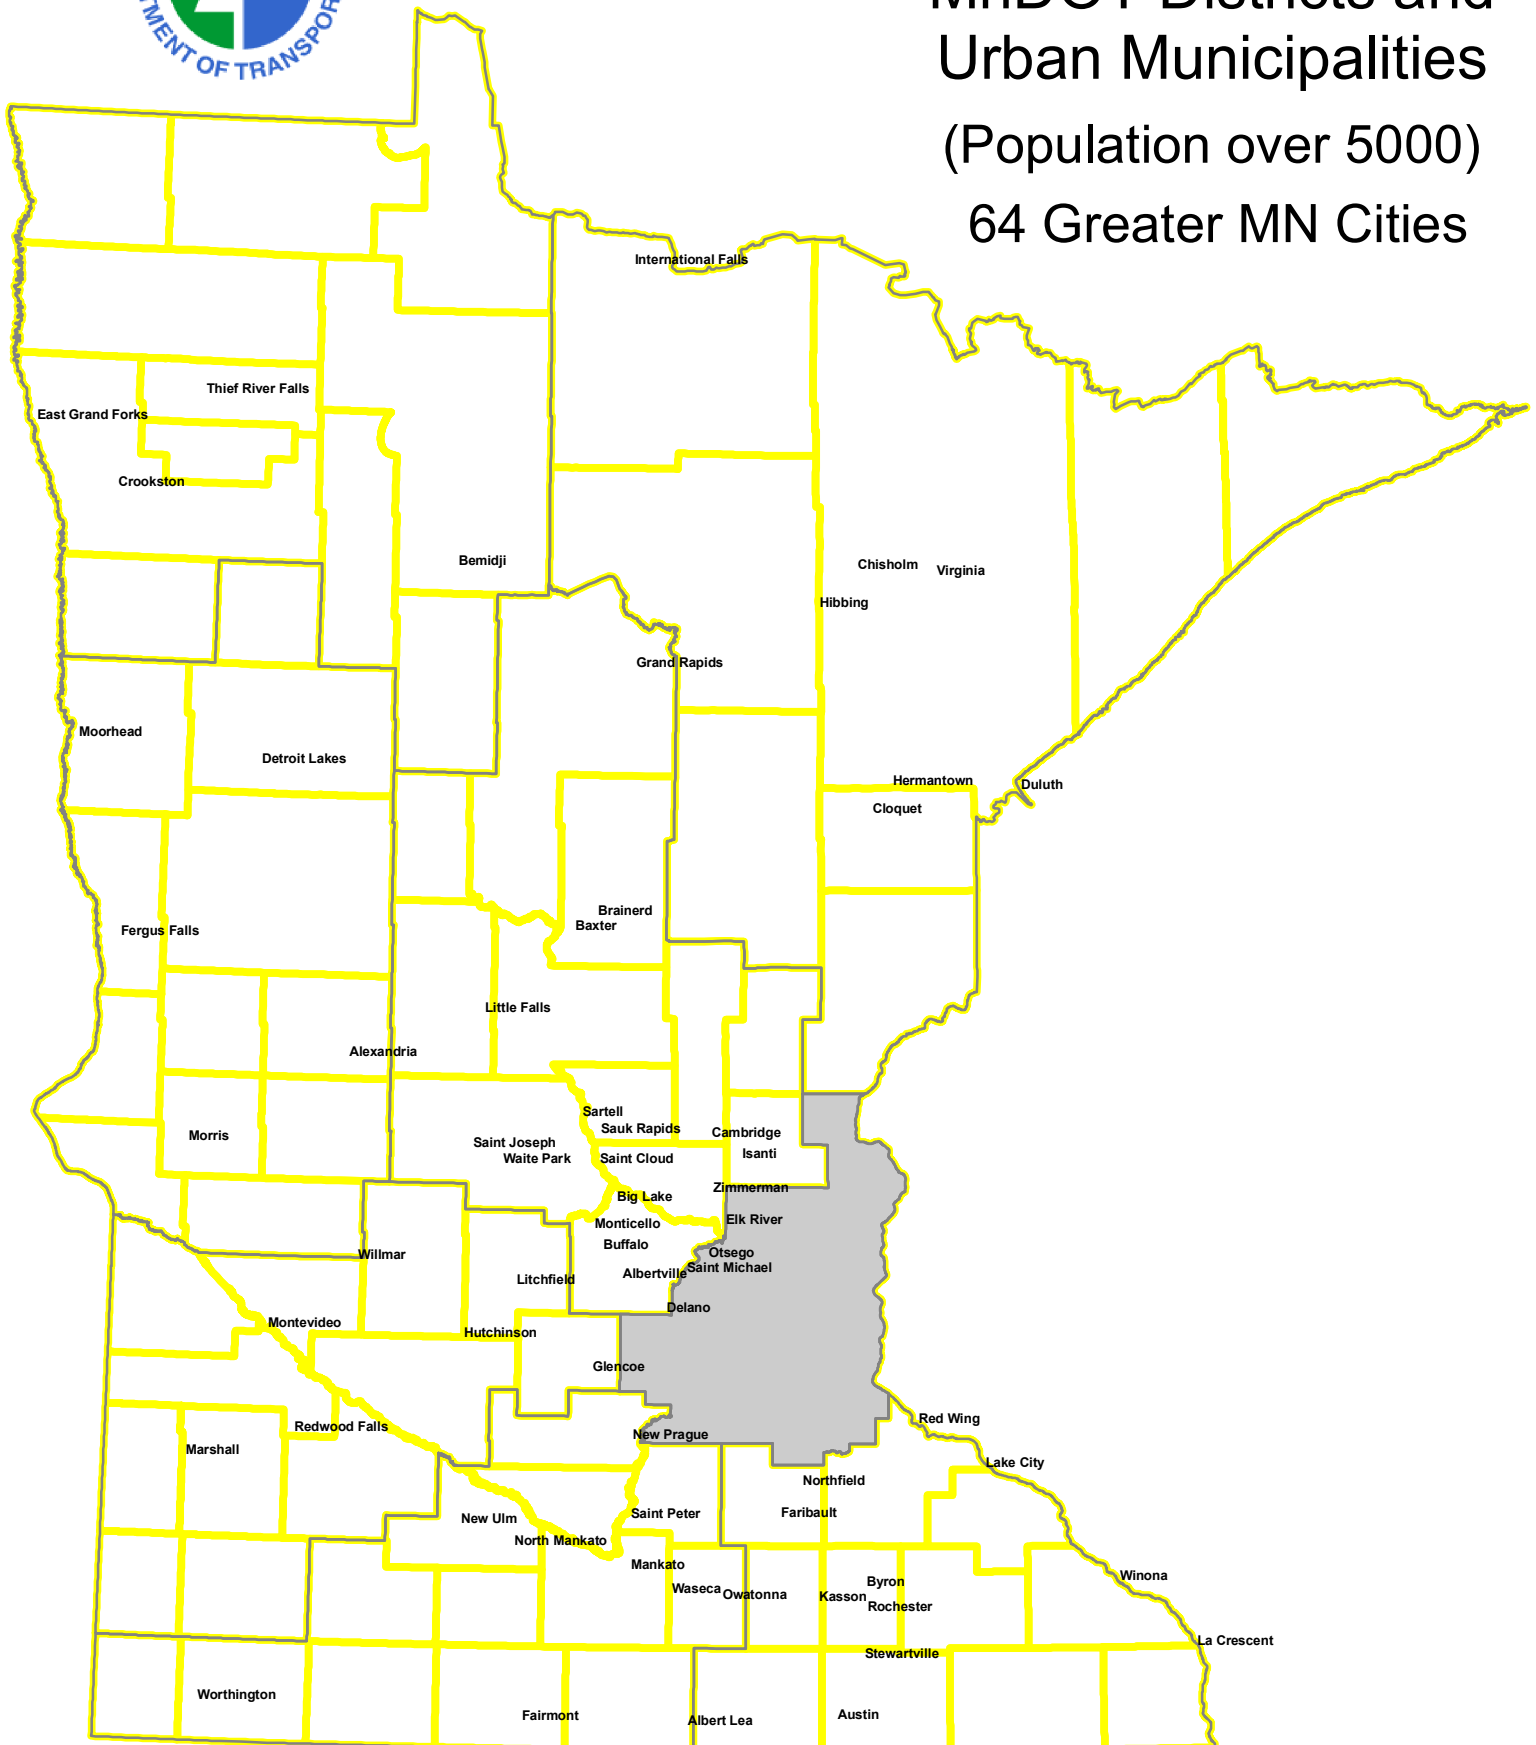 Urban Municipalities
(Population over 5000)
64 Greater MN Cities
OF TRANSPOR
International Falls
Thief River Falls
East Grand Forks
Crookston
Bemidji
Chisholm
Virginia
Hibbing
Grand Rapids
Moorhead
Detroit Lakes
Hermantown
Duluth
Cloquet
Brainerd
Baxter
Fergus Falls
Little Falls
Alexandria
Sartell
Sauk Rapids
Cambridge
Morris
Saint Joseph
Isanti
Waite Park
Saint Cloud
Zimmerman
Big Lake
Elk River
Monticello
Buffalo
Otsego
Willmar
Saint Michael
Albertville
Litchfield
Delano
Montevideo
Hutchinson
Glencoe
Red Wing
Redwood Falls
New Prague
Marshall
Lake City
Northfield
Saint Peter
Faribault
New Ulm
North Mankato
Mankato
Winona
Byron
Waseca
Owatonna
Kasson
Rochester
La Crescent
Stewartville
Worthington
Fairmont
Austin
Albert Lea